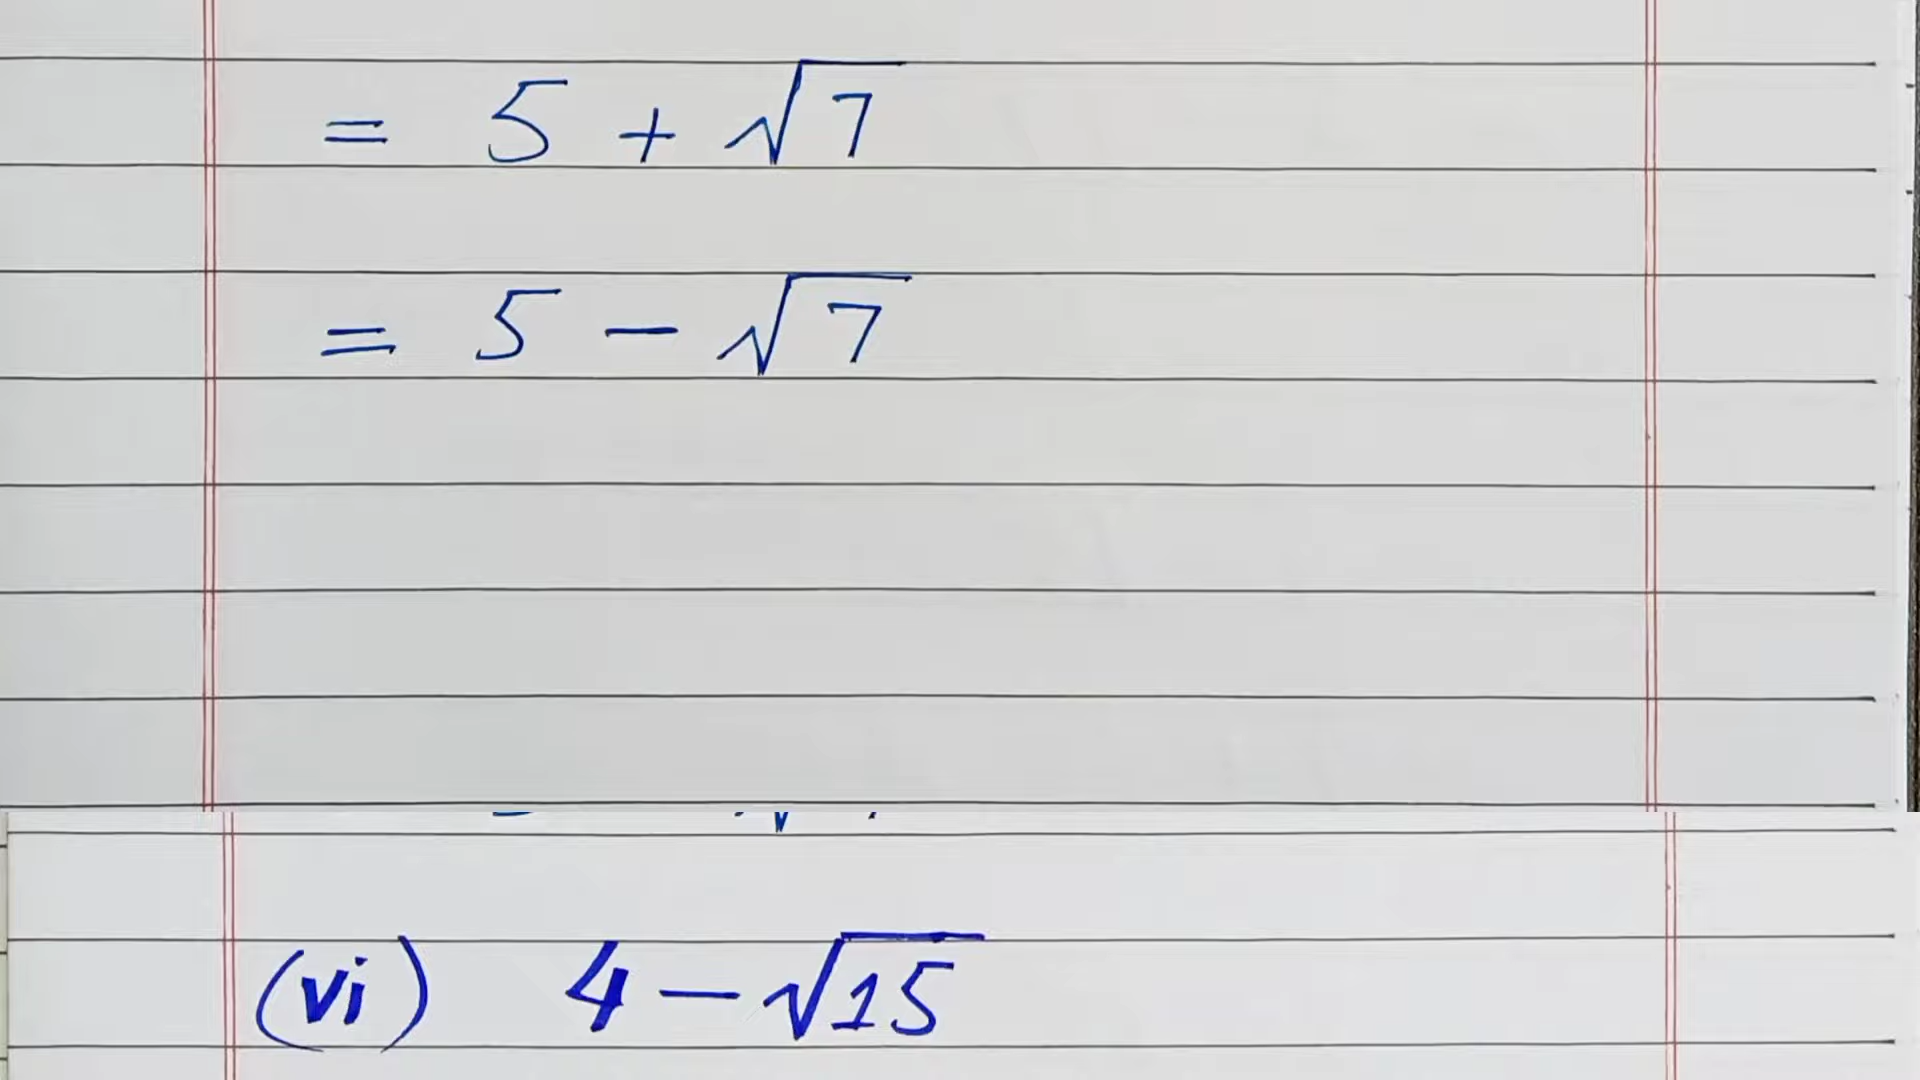 = 5 + √7
= 5 - √7
(vi) 4 - √15